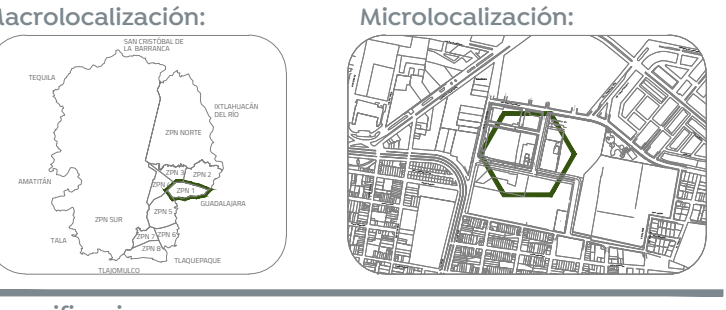 Macrolocalización:
Microlocalización:
SAN CRISTÓBAL DE
LA BARRANCA
TEQUILA
IXTLAHUACÁN
DEL RÍO
ZPN NORTE
ZPN 3
ZPN 2
AMATITÁN
ZPN
ZPN 1
GUADALAJARA
ZPN SUR
ZPN 5
TALA
ZPN 7
ZPN 6
ZPN 8
TLAQUEPAQUE
TLAJOMULCO